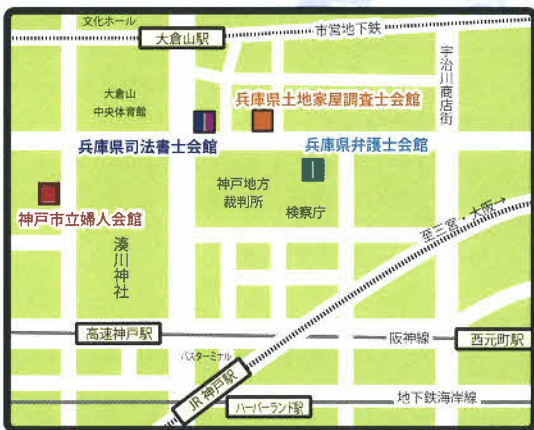 文化ホール
大倉山駅
市営地下鉄
宇治川商店街
大倉山
中央体育館
兵庫県土地家屋調査士会館
兵庫県司法書士会館
兵庫県弁護士会館
神戸地方
裁判所
検察庁
神戸市立婦人会館
湊川神社
至三宮・大阪→
高速神戸駅
阪神線
西元町駅
バスターミナル
JR神戸駅
ハーバーランド駅
地下鉄海岸線